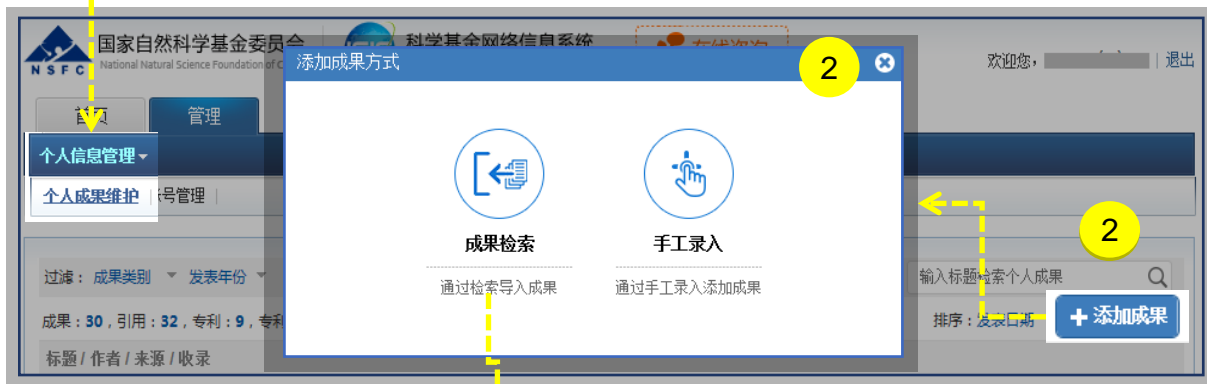 国家自然科学基金委员会
National Natural Science Foundation of C
NSFC
科学基金网络信息系统
在线咨询
欢迎您，
退出
首页
管理
添加成果方式
2
个人信息管理
个人成果维护
号管理
成果检索
手工录入
通过检索导入成果
通过手工录入添加成果
2
过滤： 成果类别 发表年份
输入标题检索个人成果
成果：30，引用：32，专利：9，专利
排序：发表日期
+ 添加成果
标题 / 作者 / 来源 / 收录